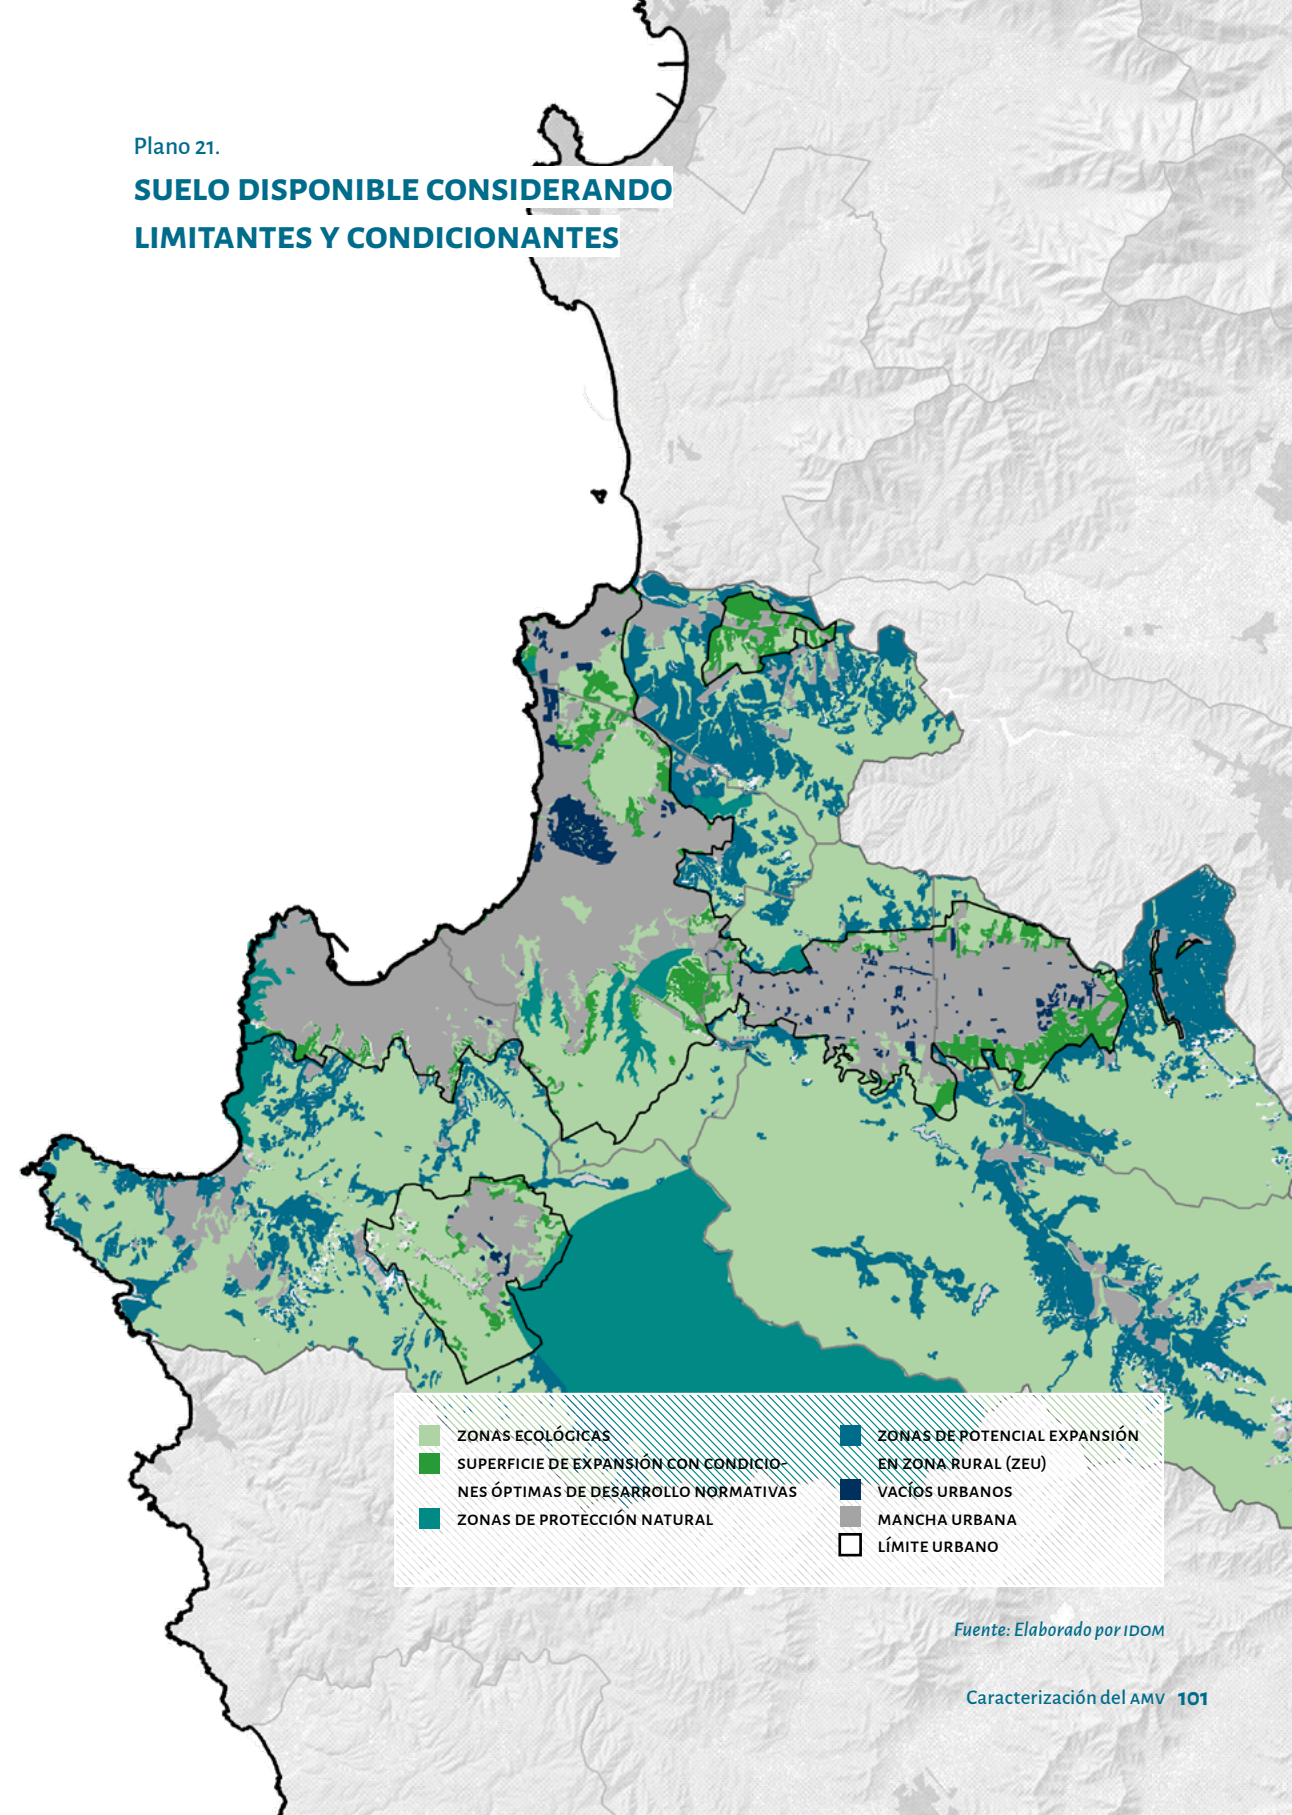 Plano 21.
SUELO DISPONIBLE CONSIDERANDO
LIMITANTES Y CONDICIONANTES
ZONAS ECOLÓGICAS
SUPERFICIE DE EXPANSIÓN CON CONDICIO-
NES ÓPTIMAS DE DESARROLLO NORMATIVAS
ZONAS DE PROTECCIÓN NATURAL
ZONAS DE POTENCIAL EXPANSIÓN
EN ZONA RURAL (ZEU)
VACÍOS URBANOS
MANCHA URBANA
LÍMITE URBANO
Fuente: Elaborado por IDOM
Caracterización del AMV 101